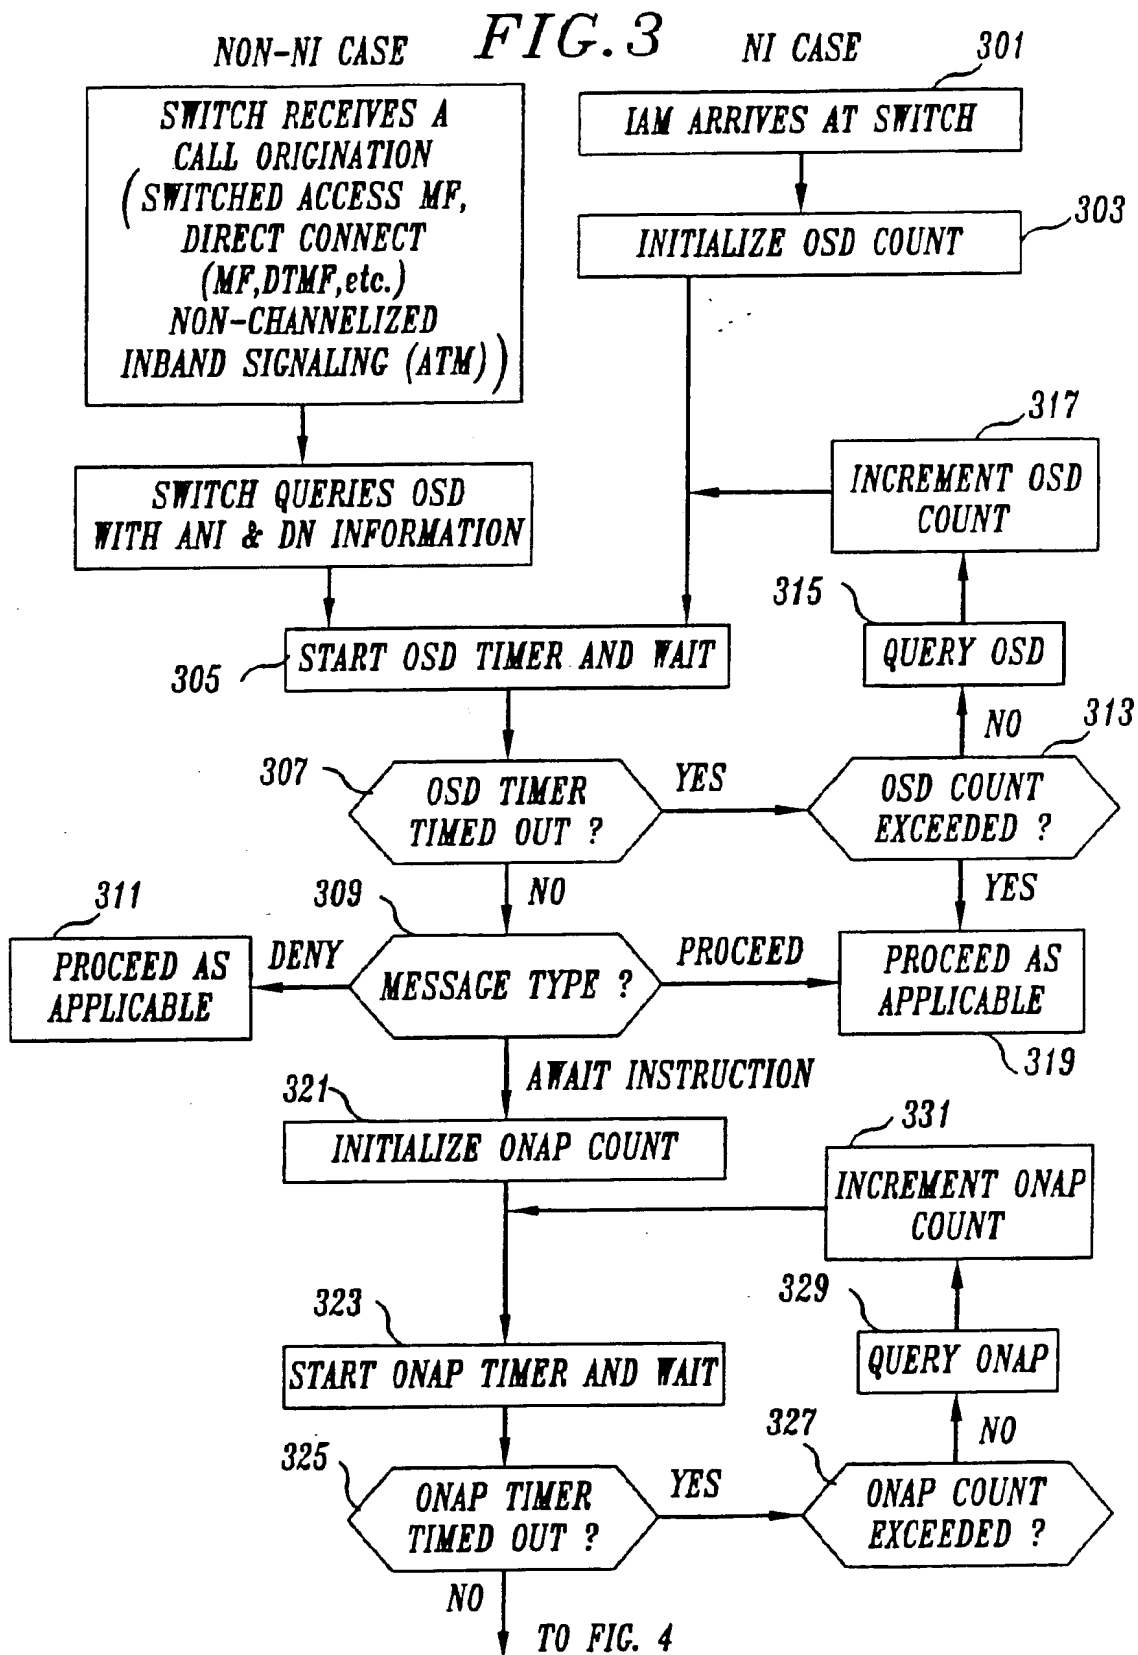 FIG.3
NON-NI CASE
NI CASE
301
SWITCH RECEIVES A
CALL ORIGINATION
(SWITCHED ACCESS MF,
DIRECT CONNECT
(MF,DTMF,etc.)
NON-CHANNELIZED
INBAND SIGNALING (ATM))
IAM ARRIVES AT SWITCH
303
INITIALIZE OSD COUNT
317
INCREMENT OSD
COUNT
SWITCH QUERIES OSD
WITH ANI & DN INFORMATION
315
QUERY OSD
305
START OSD TIMER AND WAIT
NO
313
307
OSD TIMER
TIMED OUT ?
YES
OSD COUNT
EXCEEDED ?
NO
YES
311
309
PROCEED AS
APPLICABLE
DENY
MESSAGE TYPE ?
PROCEED
PROCEED AS
APPLICABLE
319
AWAIT INSTRUCTION
321
INITIALIZE ONAP COUNT
331
INCREMENT ONAP
COUNT
329
323
START ONAP TIMER AND WAIT
QUERY ONAP
NO
327
325
ONAP TIMER
TIMED OUT ?
YES
ONAP COUNT
EXCEEDED ?
NO
TO FIG. 4